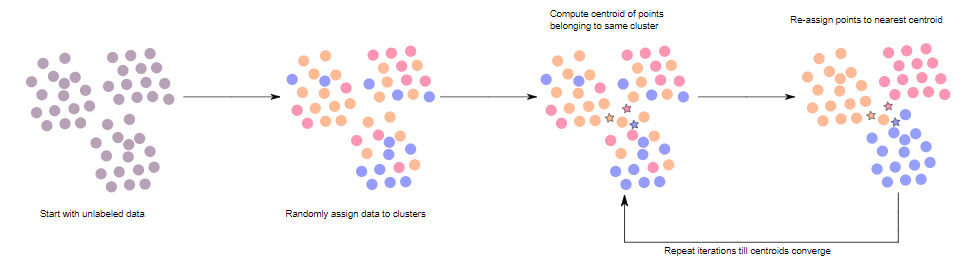 Compute centroid of points
belonging to same cluster
Re-assign points to nearest centroid
Start with unlabeled data
Randomly assign data to clusters
Repeat iterations till centroids converge